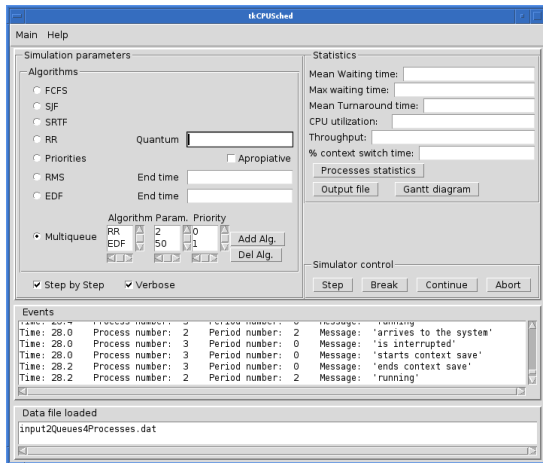 tkCPUSched
Main Help
Simulation parameters
Algorithms
FCFS
SJF
SRTF
RR Quantum
Priorities Apropiative
RMS End time
EDF End time
Algorithm Param. Priority
Multiqueue
RR 2 0
EDF 50 1
Add Alg.
Del Alg.
Step by Step Verbose
Statistics
Mean Waiting time:
Max waiting time:
Mean Turnaround time:
CPU utilization:
Throughput:
% context switch time:
Processes statistics
Output file Gantt diagram
Simulator control
Step Break Continue Abort
Events
Time: 28.0 Process number: 2 Period number: 2 Message: 'arrives to the system'
Time: 28.0 Process number: 3 Period number: 0 Message: 'is interrupted'
Time: 28.0 Process number: 3 Period number: 0 Message: 'starts context save'
Time: 28.2 Process number: 3 Period number: 0 Message: 'ends context save'
Time: 28.2 Process number: 2 Period number: 2 Message: 'running'
Data file loaded
input2Queues4Processes.dat